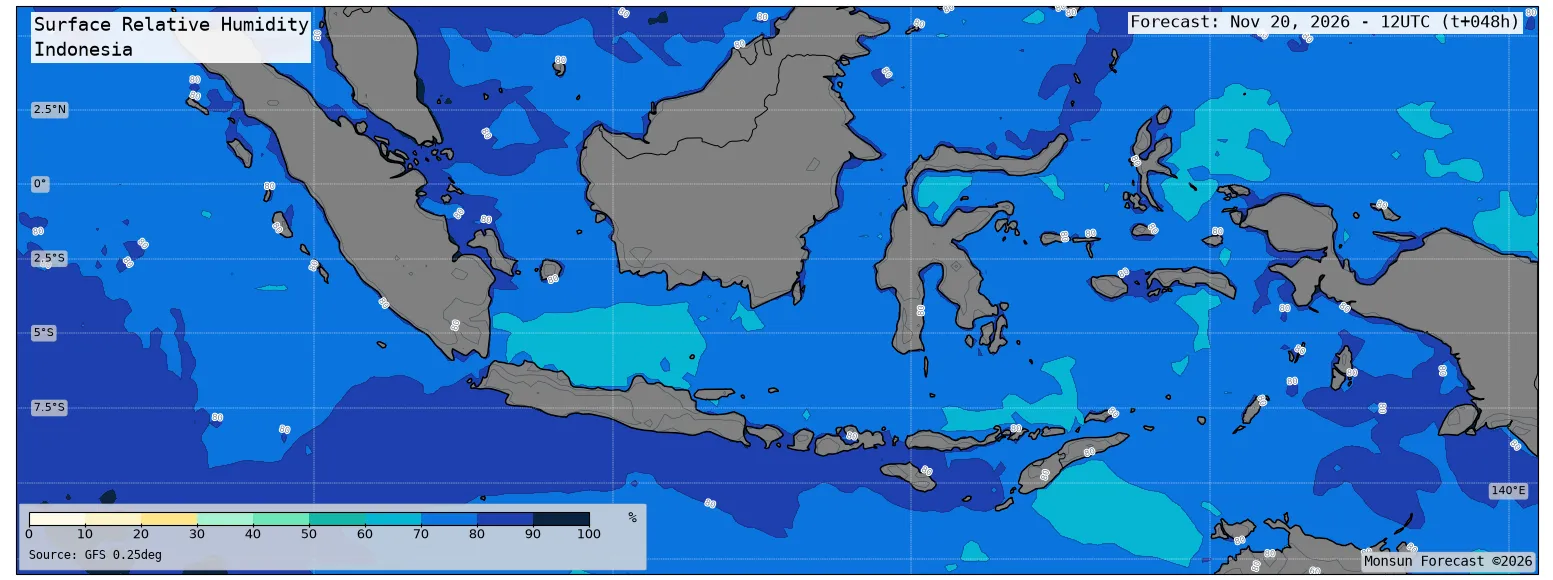 Surface Relative Humidity
Indonesia
Forecast: Nov 20, 2026 - 12UTC (t+048h)
2.5°N
0°
2.5°S
5°S
7.5°S
140°E
%
0 10 20 30 40 50 60 70 80 90 100
Source: GFS 0.25deg
Monsun Forecast ©2026